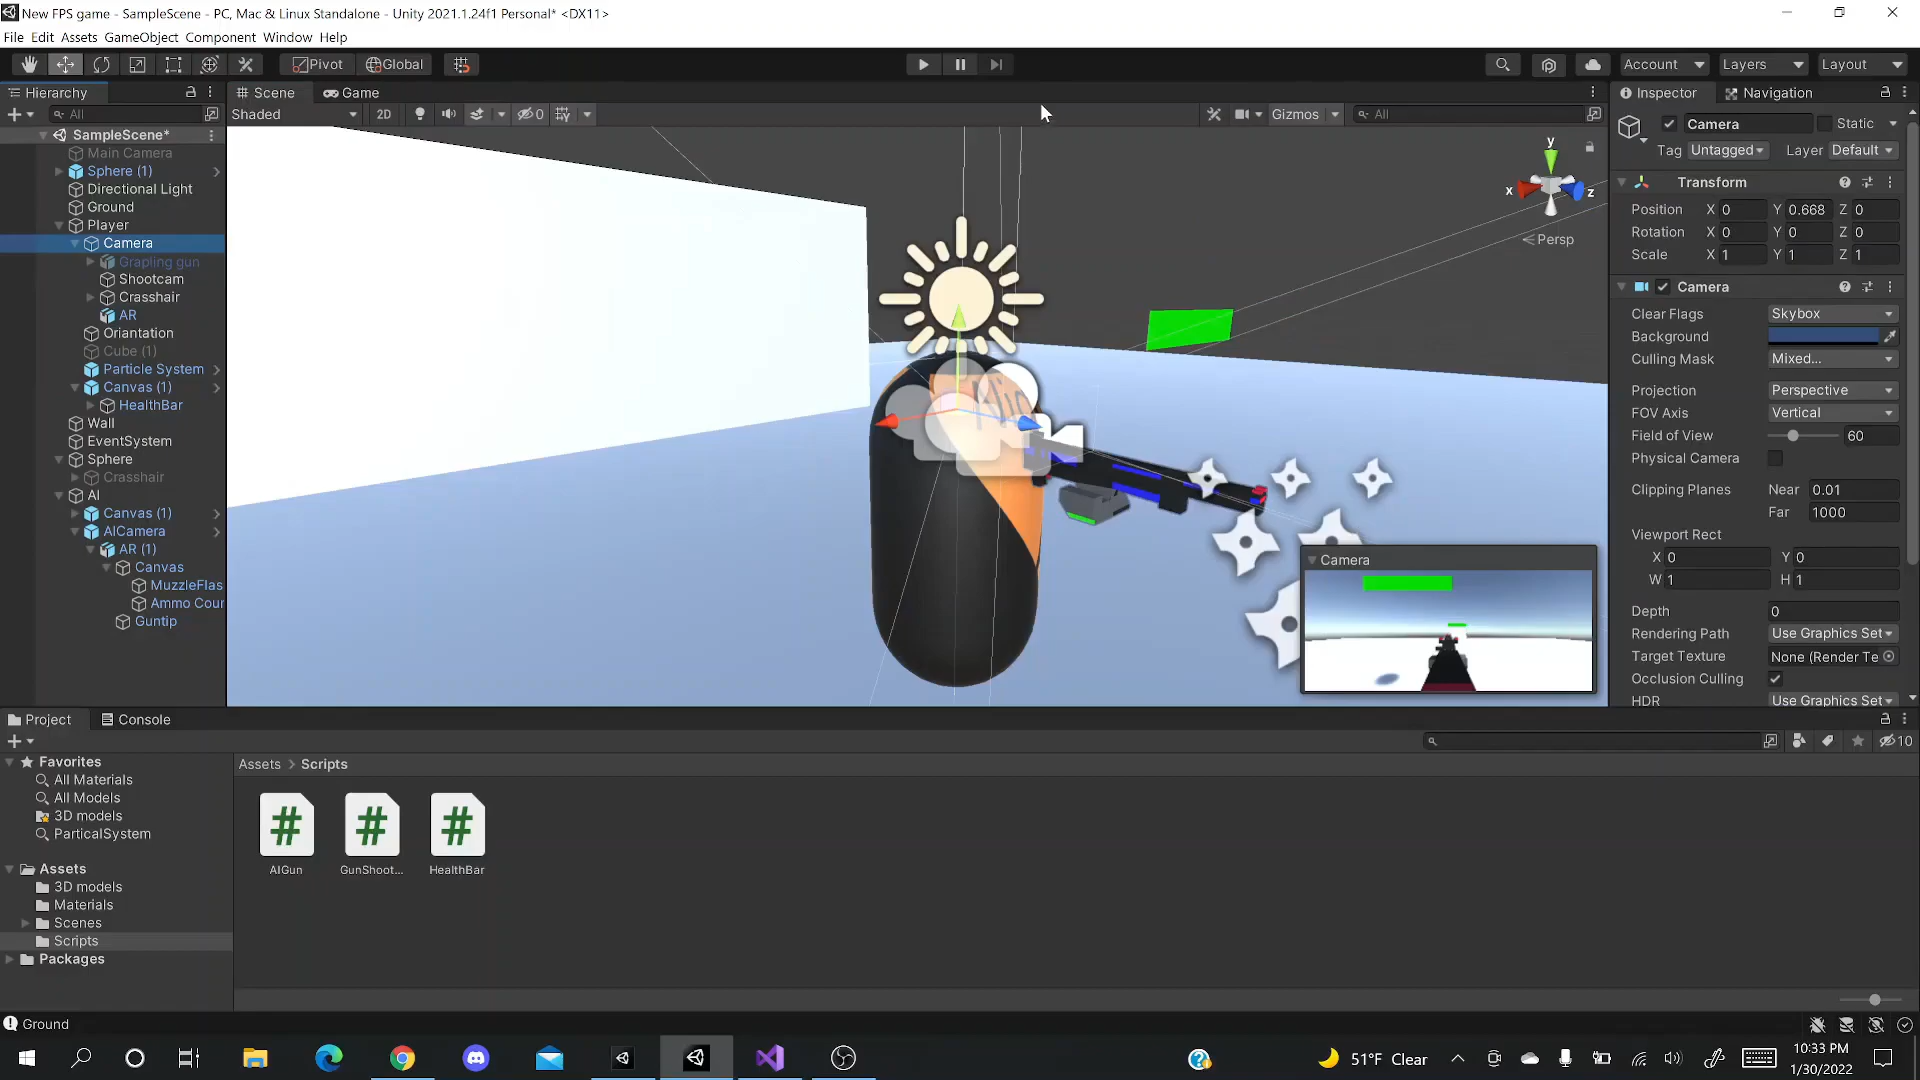 New FPS game - SampleScene - PC, Mac & Linux Standalone - Unity 2021.1.24f1 Personal* <DX11>
File Edit Assets GameObject Component Window Help
Pivot Global Account Layers Layout
Hierarchy
All
SampleScene*
Main Camera
Sphere (1)
Directional Light
Ground
Player
Camera
Grapling gun
Shootcam
Crasshair
AR
Oriantation
Cube (1)
Particle System
Canvas (1)
HealthBar
Wall
EventSystem
Sphere
Crasshair
AI
Canvas (1)
AICamera
AR (1)
Canvas
MuzzleFlas
Ammo Cour
Guntip
Scene Game
Shaded 2D 0 Gizmos All
y
x z
Persp
Camera
Inspector Navigation
Camera Static
Tag Untagged Layer Default
Transform
Position X 0 Y 0.668 Z 0
Rotation X 0 Y 0 Z 0
Scale X 1 Y 1 Z 1
Camera
Clear Flags Skybox
Background
Culling Mask Mixed...
Projection Perspective
FOV Axis Vertical
Field of View 60
Physical Camera
Clipping Planes Near 0.01
Far 1000
Viewport Rect
X 0 Y 0
W 1 H 1
Depth 0
Rendering Path Use Graphics Set
Target Texture None (Render Te
Occlusion Culling
HDR Use Graphics Set
Project Console
10
Favorites
All Materials
All Models
3D models
ParticalSystem
Assets
3D models
Materials
Scenes
Scripts
Packages
Assets > Scripts
AIGun GunShoot... HealthBar
Ground
51°F Clear
10:33 PM
1/30/2022